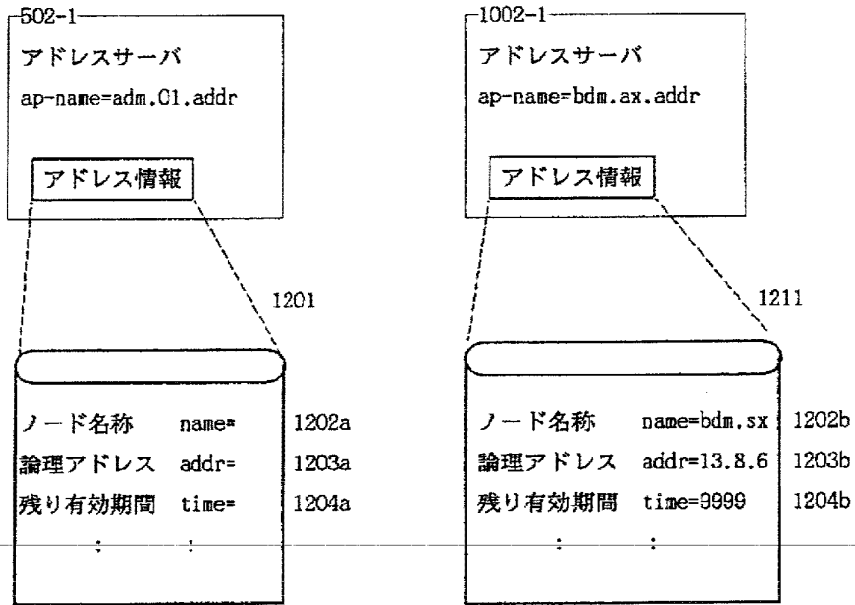 502-1
アドレスサーバ
ap-name=adm.C1.addr
アドレス情報
1201
ノード名称 name= 1202a
論理アドレス addr= 1203a
残り有効期間 time= 1204a
: :
1002-1
アドレスサーバ
ap-name=bdm.ax.addr
アドレス情報
1211
ノード名称 name=bdm.sx 1202b
論理アドレス addr=13.8.6 1203b
残り有効期間 time=9999 1204b
: :